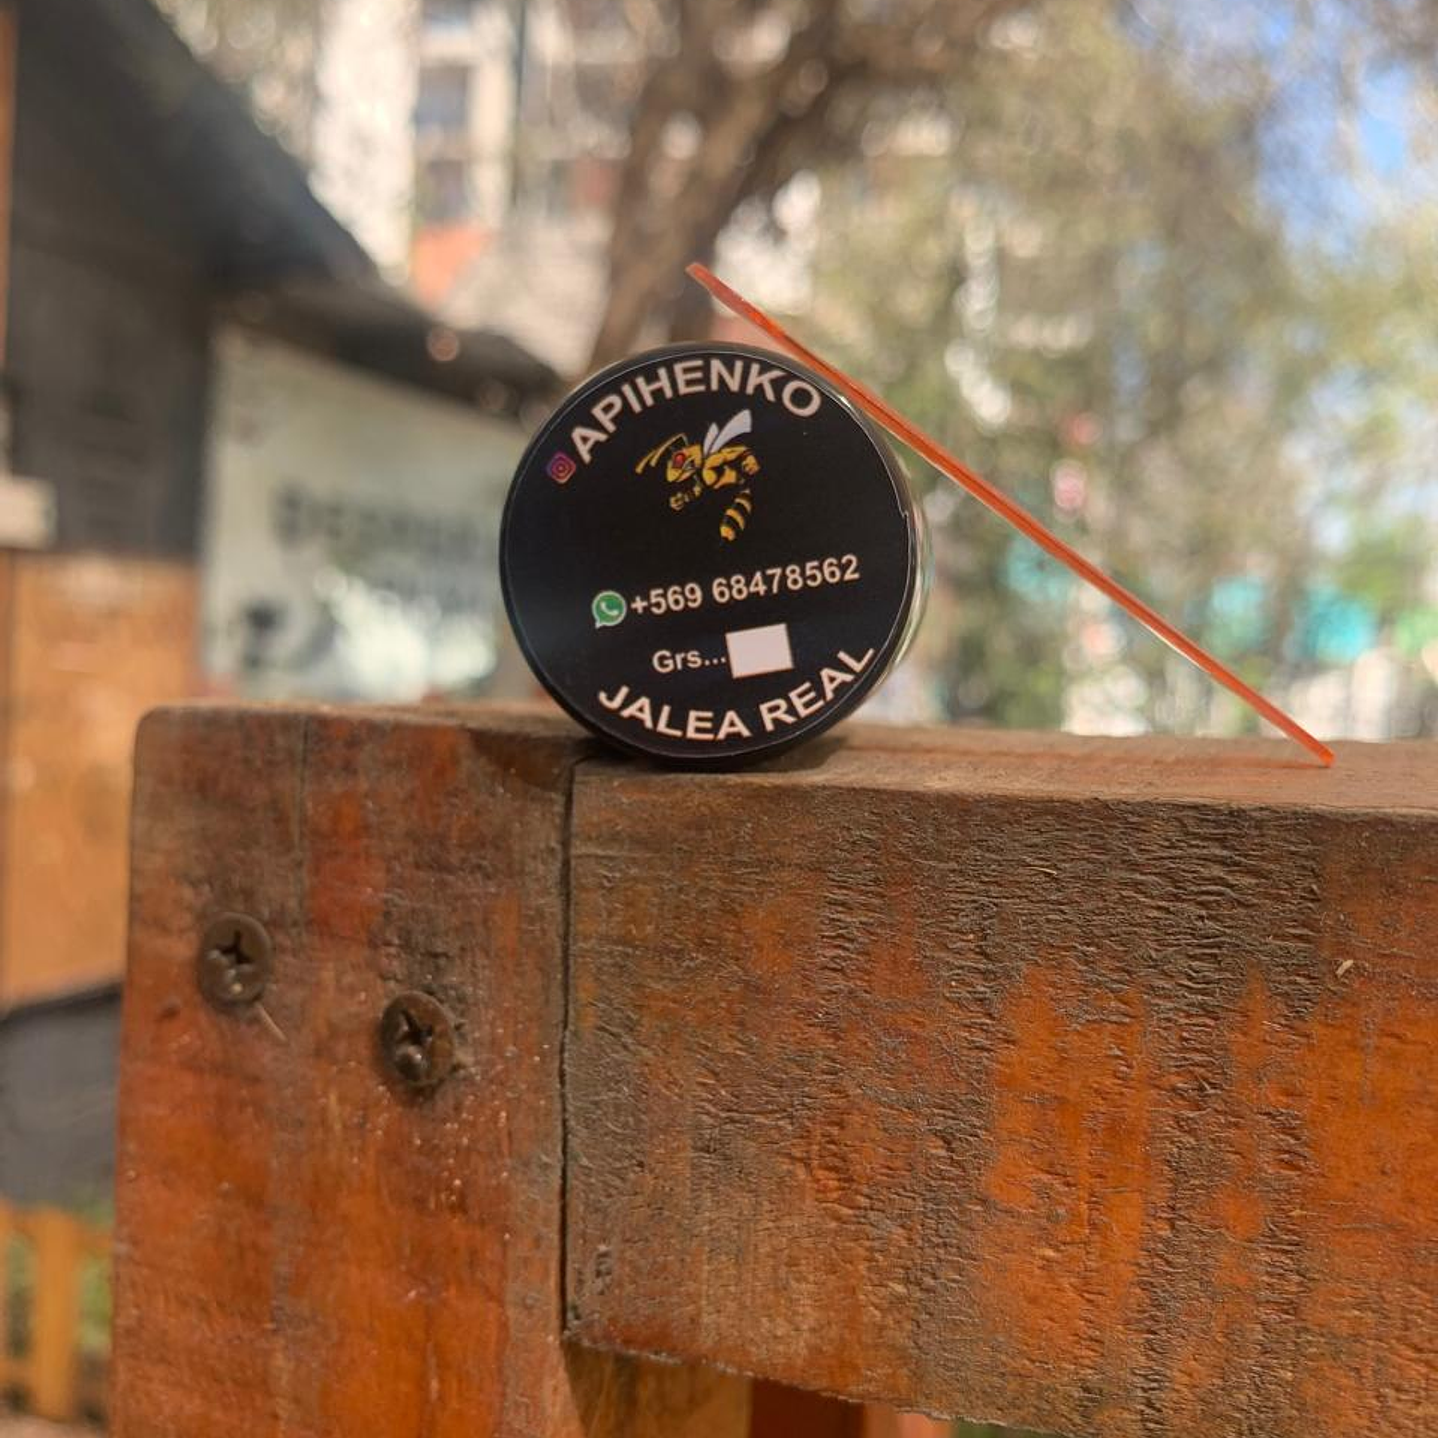 APIHENKO
+569 68478562
Grs...
JALEA REAL